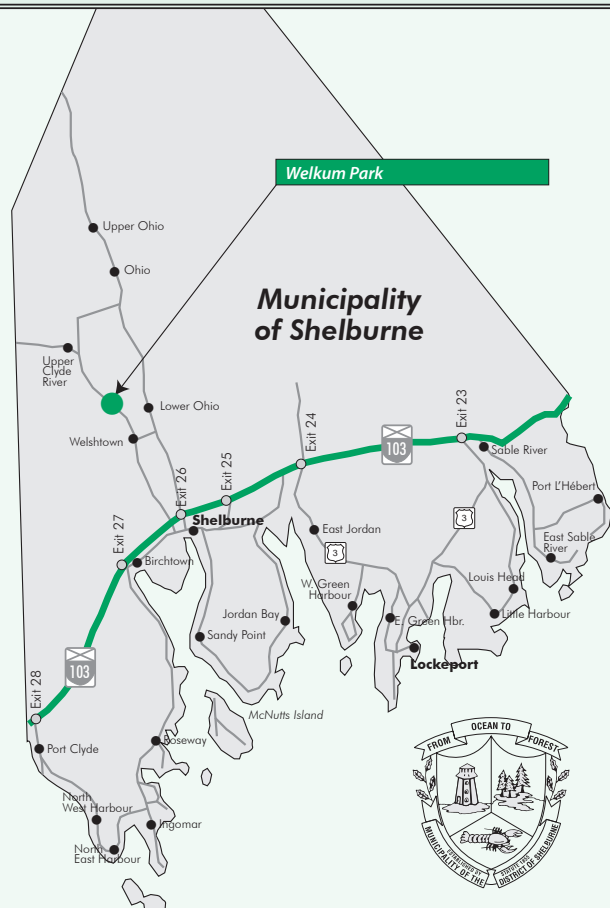 Welkum Park
Upper Ohio
Ohio
Municipality
of Shelburne
Upper
Clyde
River
Lower Ohio
Welshtown
Exit 23
Exit 24
103
Sable River
Exit 25
Exit 26
Port L'Hébert
Shelburne
3
East Jordan
3
East Sable
River
Exit 27
Birchtown
Louis Head
W. Green
Harbour
Little Harbour
Jordan Bay
E. Green Hbr.
Sandy Point
Lockeport
103
Exit 28
McNutts Island
Port Clyde
Roseway
North
West Harbour
Ingomar
North
East Harbour
FROM OCEAN TO FOREST
MUNICIPALITY OF THE DISTRICT OF SHELBURNE
ESTABLISHED BY STATUTE 1895